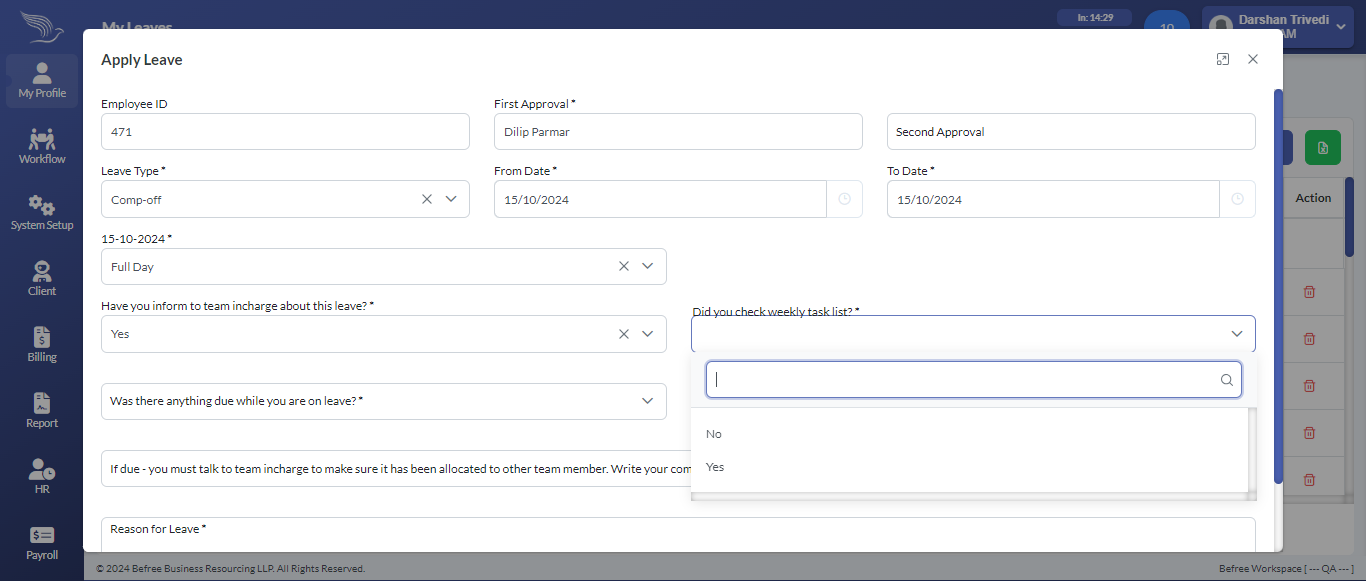 My Leaves
In: 14:29
10
Darshan Trivedi
AM
My Profile
Workflow
System Setup
Client
Billing
Report
HR
Payroll
Apply Leave
Employee ID
First Approval *
471
Dilip Parmar
Second Approval
Leave Type *
From Date *
To Date *
Comp-off
15/10/2024
15/10/2024
Action
15-10-2024 *
Full Day
Have you inform to team incharge about this leave? *
Did you check weekly task list? *
Yes
Was there anything due while you are on leave? *
No
Yes
If due - you must talk to team incharge to make sure it has been allocated to other team member. Write your com
Reason for Leave *
© 2024 Befree Business Resourcing LLP. All Rights Reserved.
Befree Workspace [ --- QA --- ]